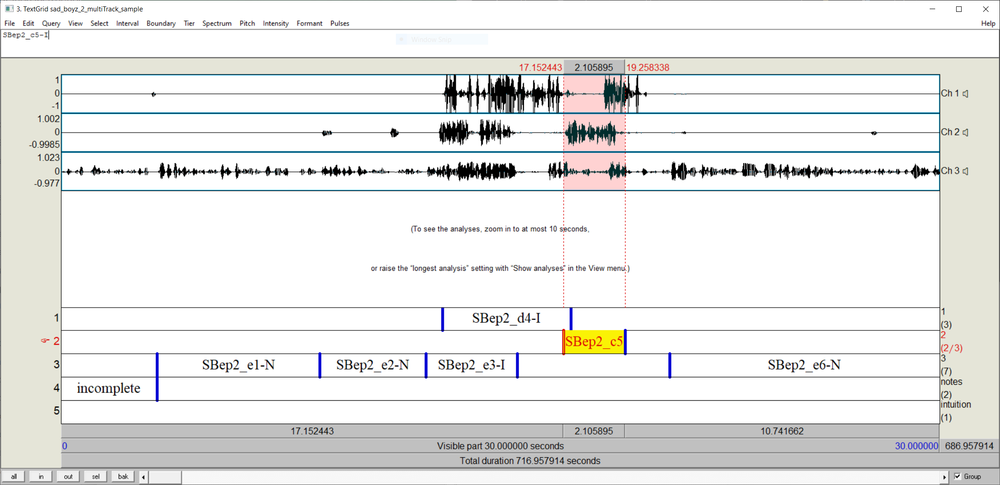 3. TextGrid sad_boyz_2_multiTrack_sample
File Edit Query View Select Interval Boundary Tier Spectrum Pitch Intensity Formant Pulses Help
SBep2_c5-I
Window Snip
17.152443 2.105895 19.258338
1
0
-1
Ch 1
1.002
0
-0.9985
Ch 2
1.023
0
-0.977
Ch 3
(To see the analyses, zoom in to at most 10 seconds,
or raise the “longest analysis” setting with “Show analyses” in the View menu.)
1 SBep2_d4-I 1
(3)
2 SBep2_c5 2
(2/3)
3 SBep2_e1-N SBep2_e2-N SBep2_e3-I SBep2_e6-N 3
(7)
4 incomplete notes
(2)
5 intuition
(1)
17.152443 2.105895 10.741662
0 Visible part 30.000000 seconds 30.000000 686.957914
Total duration 716.957914 seconds
all in out sel bak Group